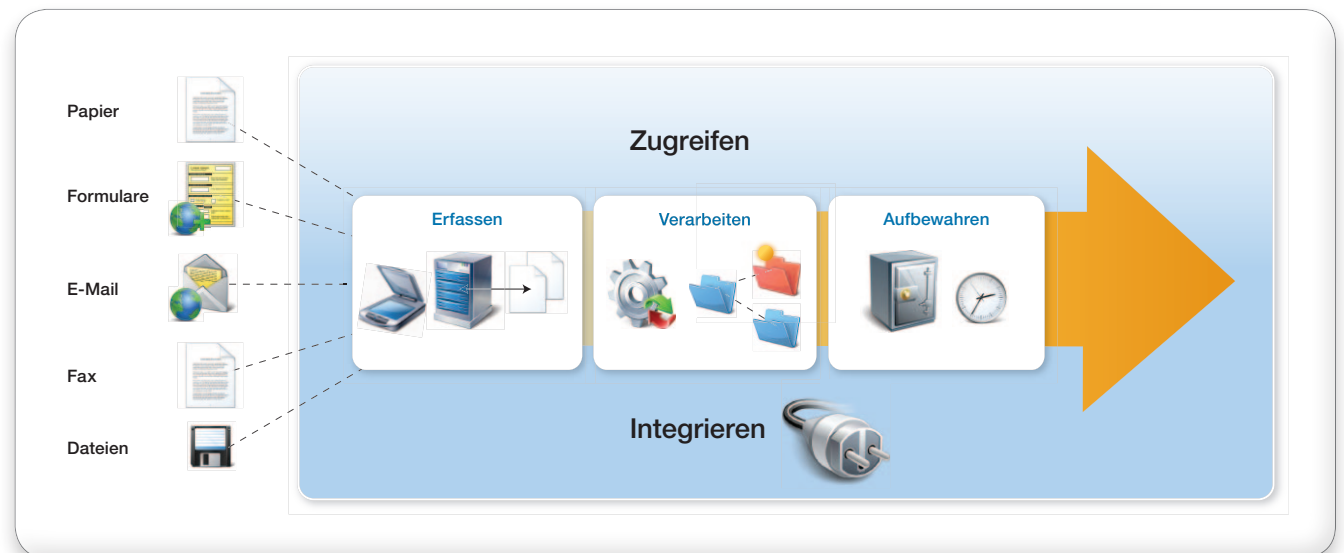 Papier
Formulare
E-Mail
Fax
Dateien
Zugreifen
Erfassen
Verarbeiten
Aufbewahren
Integrieren